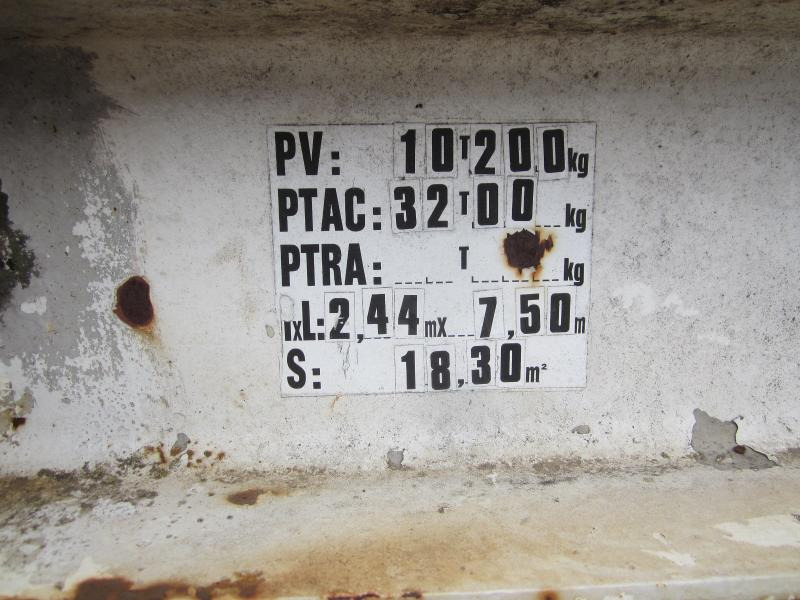 PV: 10T200kg
PTAC: 32T00 kg
PTRA: T kg
lxL: 2,44mx 7,50m
S: 18,30m²